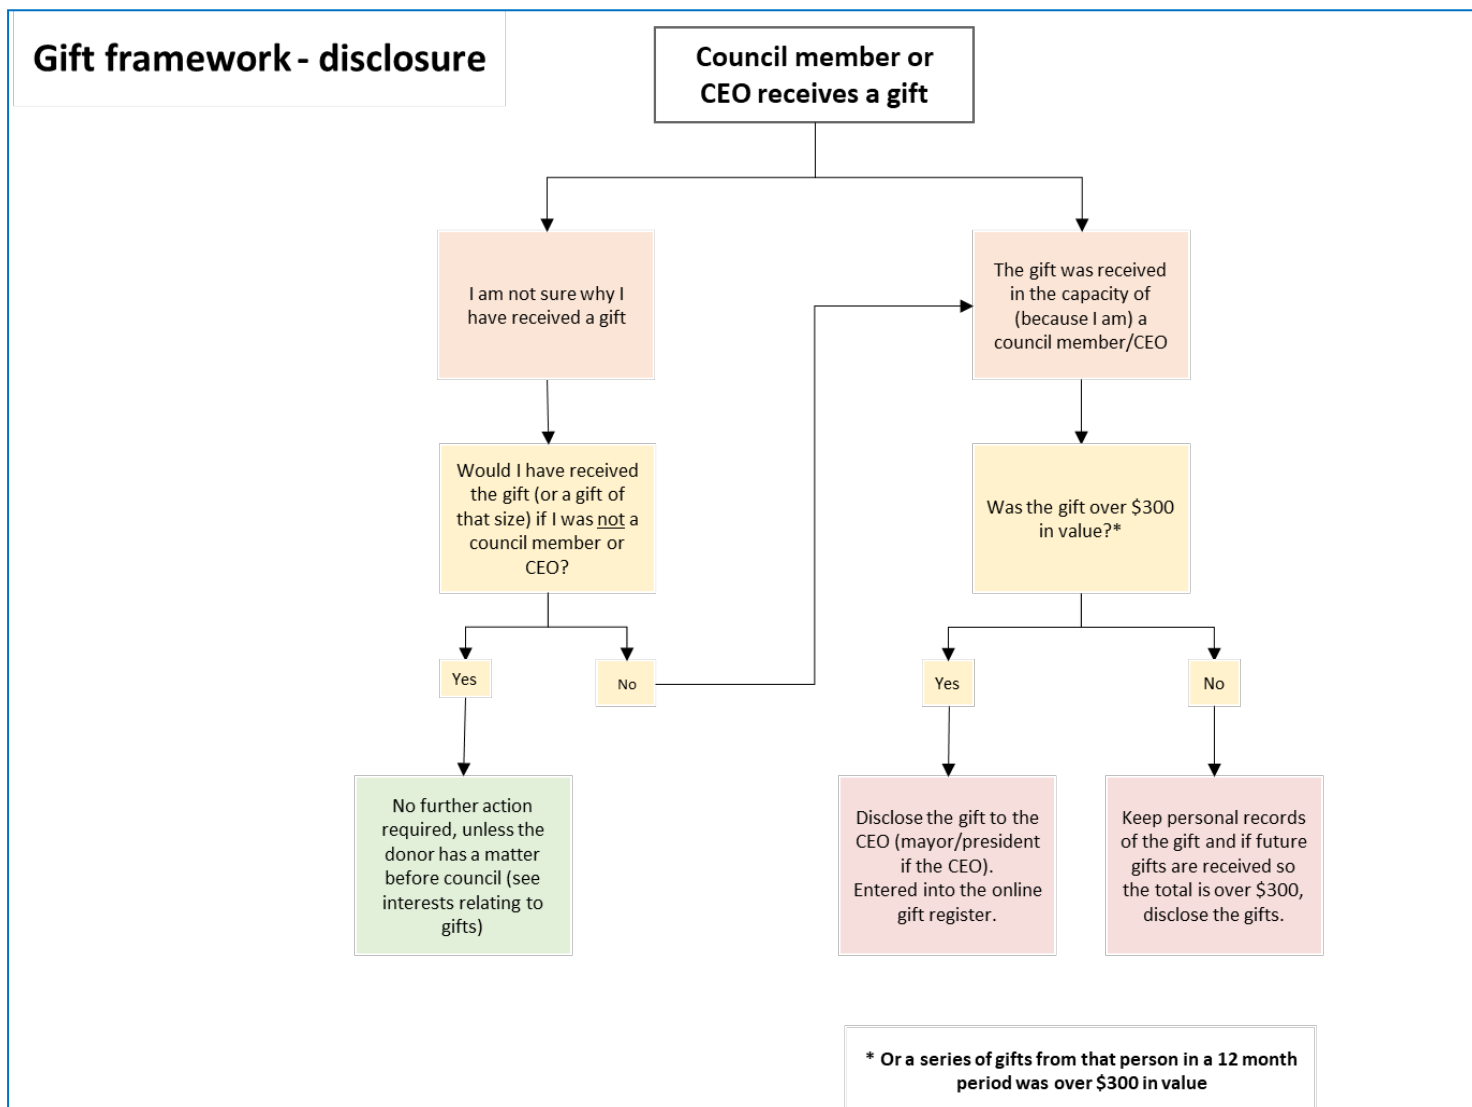 Gift framework - disclosure
Council member or
CEO receives a gift
I am not sure why I
have received a gift
The gift was received
in the capacity of
(because I am) a
council member/CEO
Would I have received
the gift (or a gift of
that size) if I was not a
council member or
CEO?
Was the gift over $300
in value?*
Yes
No
Yes
No
No further action
required, unless the
donor has a matter
before council (see
interests relating to
gifts)
Disclose the gift to the
CEO (mayor/president
if the CEO).
Entered into the online
gift register.
Keep personal records
of the gift and if future
gifts are received so
the total is over $300,
disclose the gifts.
* Or a series of gifts from that person in a 12 month
period was over $300 in value